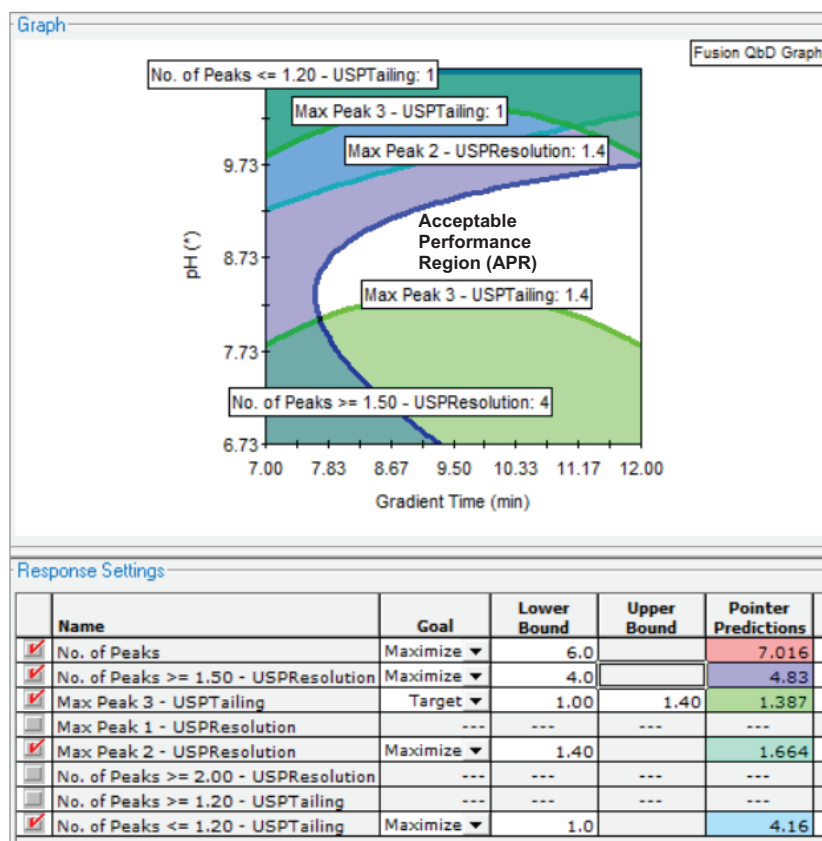 Graph
Fusion QbD Graph
No. of Peaks <= 1.20 - USPTailing: 1
Max Peak 3 - USPTailing: 1
Max Peak 2 - USPResolution: 1.4
9.73
Acceptable
Performance
Region (APR)
pH (*)
8.73
Max Peak 3 - USPTailing: 1.4
7.73
No. of Peaks >= 1.50 - USPResolution: 4
6.73
7.00 7.83 8.67 9.50 10.33 11.17 12.00
Gradient Time (min)
Response Settings
Name Goal Lower Bound Upper Bound Pointer Predictions
No. of Peaks Maximize 6.0 7.016
No. of Peaks >= 1.50 - USPResolution Maximize 4.0 4.83
Max Peak 3 - USPTailing Target 1.00 1.40 1.387
Max Peak 1 - USPResolution --- --- --- ---
Max Peak 2 - USPResolution Maximize 1.40 1.664
No. of Peaks >= 2.00 - USPResolution --- --- --- ---
No. of Peaks >= 1.20 - USPTailing --- --- --- ---
No. of Peaks <= 1.20 - USPTailing Maximize 1.0 4.16